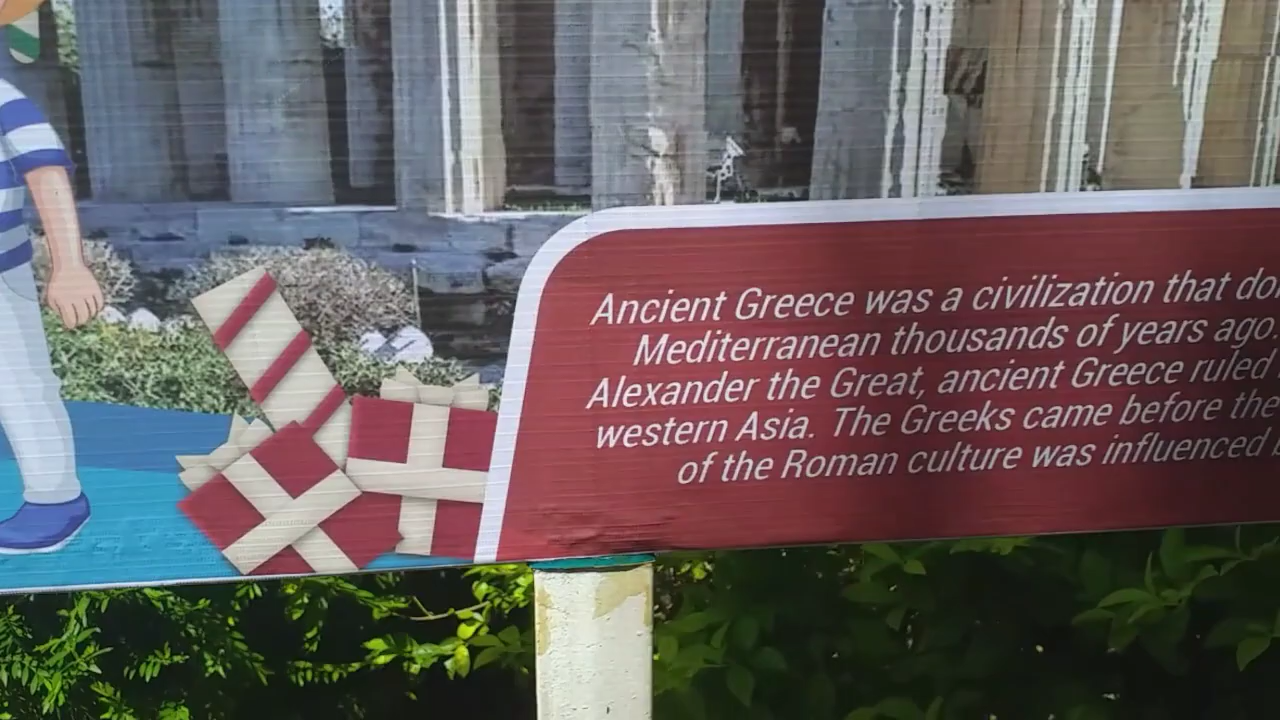 Ancient Greece was a civilization that
Mediterranean thousands of years ago.
Alexander the Great, ancient Greece ruled
western Asia. The Greeks came before the
of the Roman culture was influenced